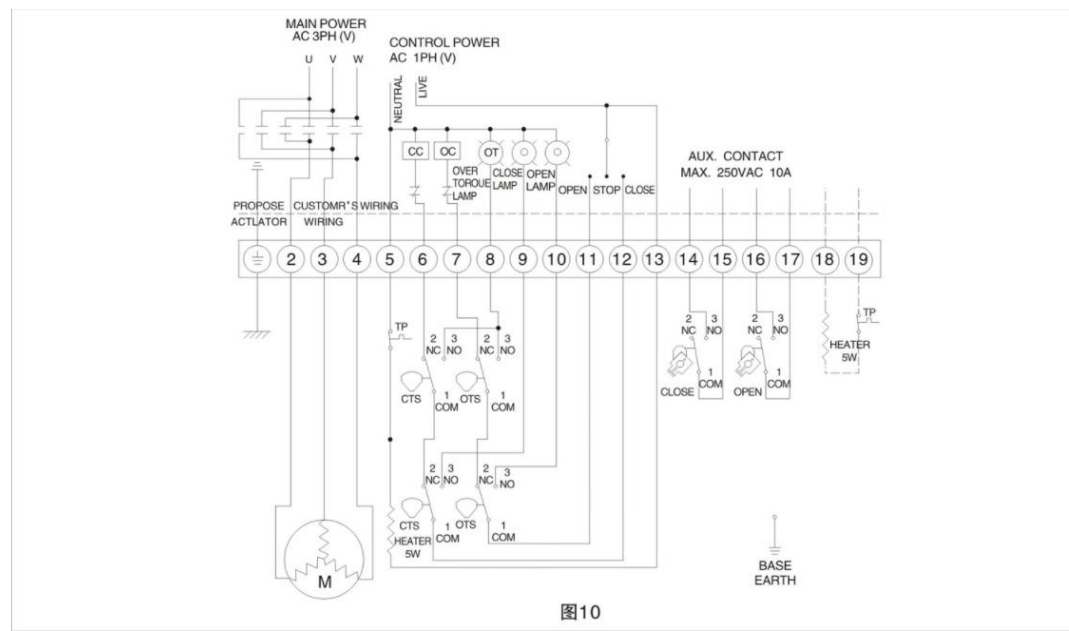 MAIN POWER
AC 3PH (V)
U V W
CONTROL POWER
AC 1PH (V)
NEUTRAL
LIVE
CC OC OT
OVER
TORQUE
LAMP
CLOSE
LAMP
OPEN
LAMP
OPEN STOP CLOSE
AUX. CONTACT
MAX. 250VAC 10A
PROPOSE CUSTOMR'S WIRING
ACTLATOR WIRING
2 3 4 5 6 7 8 9 10 11 12 13 14 15 16 17 18 19
TP
2 3 2 3
NC NO NC NO
CTS 1 OTS 1
COM COM
2 3 2 3
NC NO NC NO
CTS 1 OTS 1
COM COM
HEATER
5W
2 3
NC NO
1
COM
CLOSE
2 3
NC NO
1
COM
OPEN
TP
HEATER
5W
M
BASE
EARTH
图10